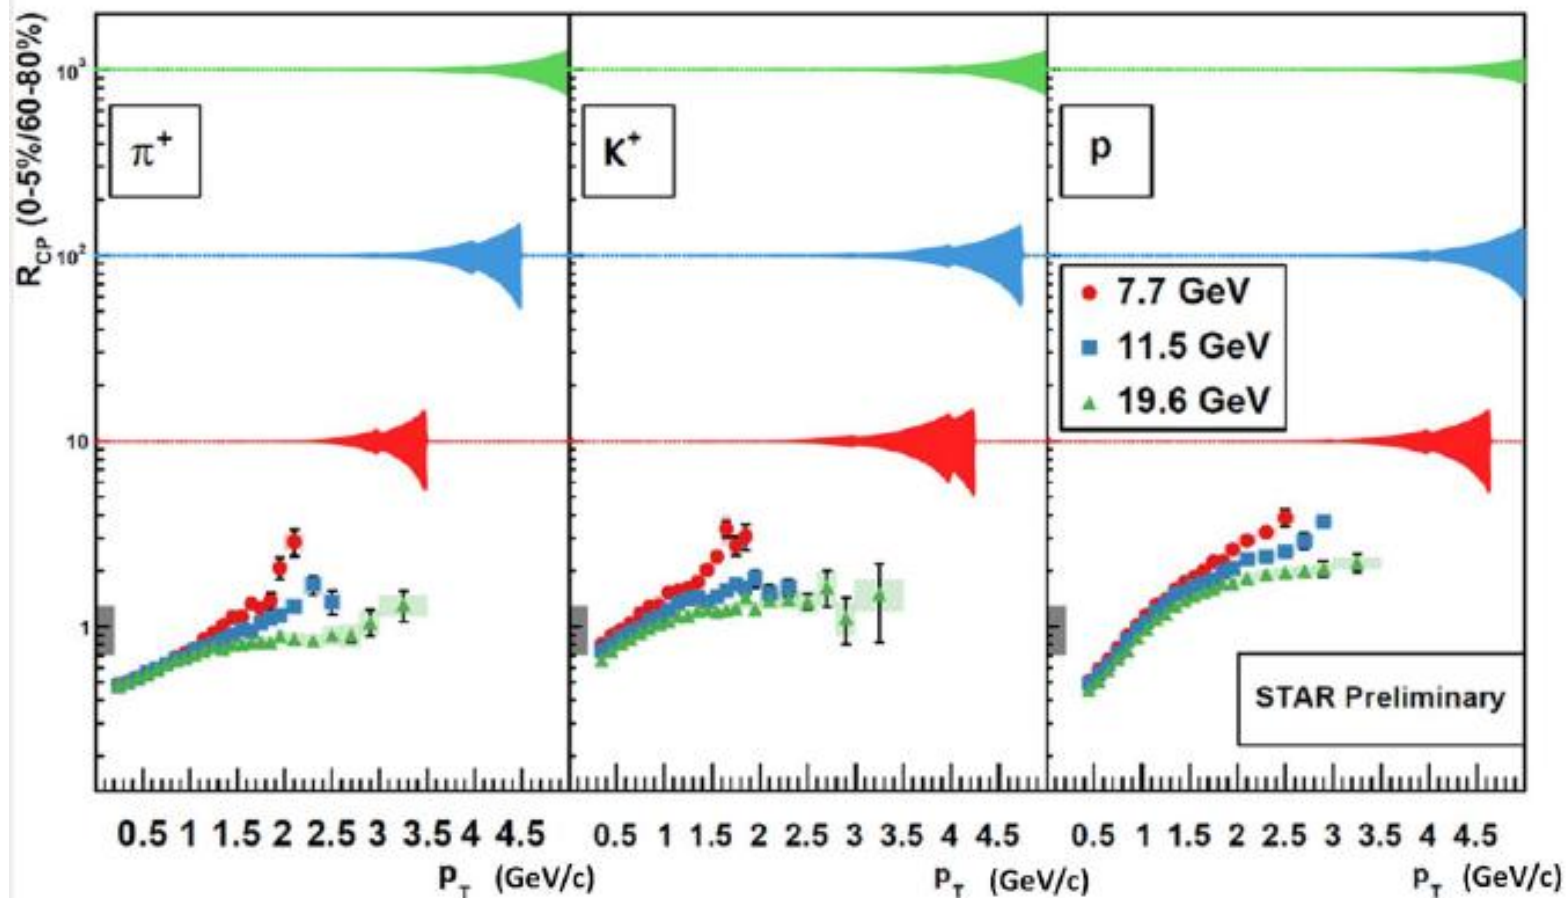 R_CP (0-5%/60-80%)
10³
10²
10
1
π⁺
K⁺
p
7.7 GeV
11.5 GeV
19.6 GeV
STAR Preliminary
0.5 1 1.5 2 2.5 3 3.5 4 4.5
0.5 1 1.5 2 2.5 3 3.5 4 4.5
0.5 1 1.5 2 2.5 3 3.5 4 4.5
p_T (GeV/c)
p_T (GeV/c)
p_T (GeV/c)